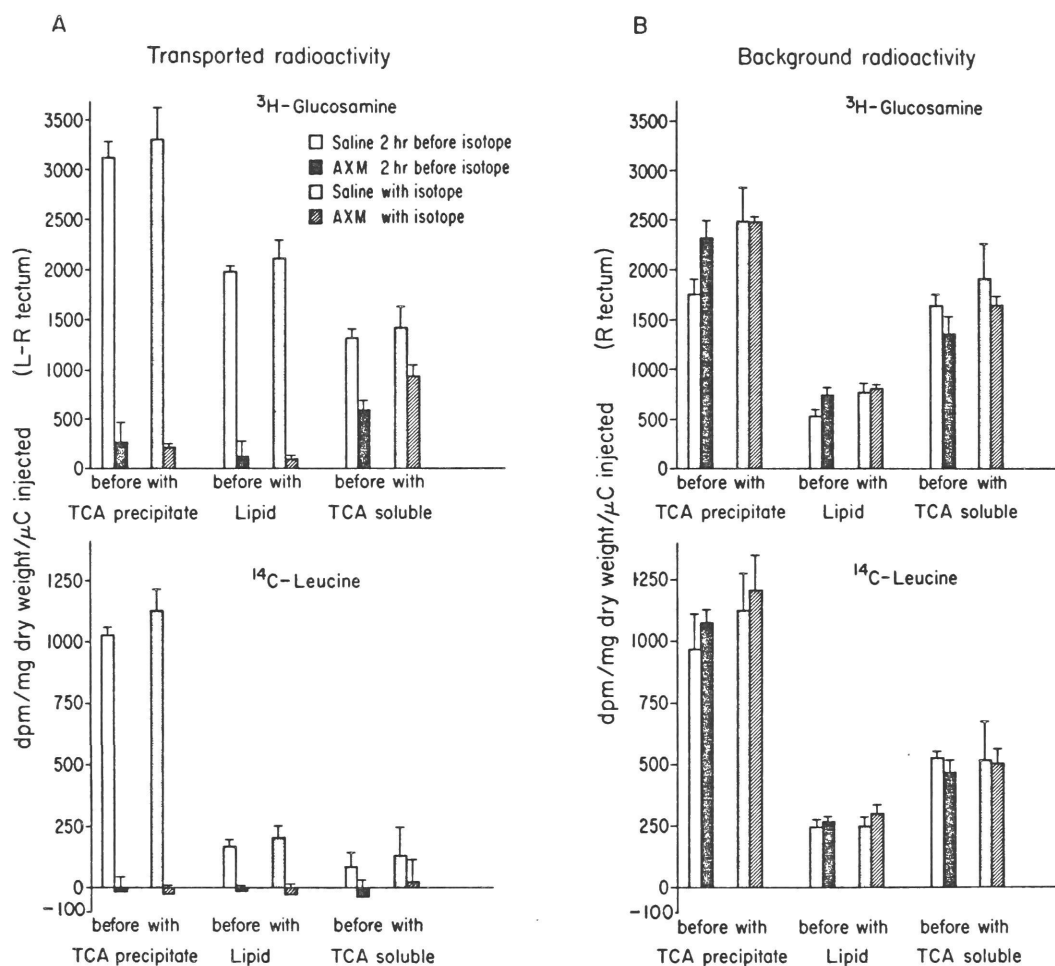 A
Transported radioactivity
³H-Glucosamine
3500
3000
2500
2000
1500
1000
500
0
Saline 2 hr before isotope
AXM 2 hr before isotope
Saline with isotope
AXM with isotope
before with
before with
before with
TCA precipitate
Lipid
TCA soluble
¹⁴C-Leucine
1250
1000
750
500
250
0
-100
before with
before with
before with
TCA precipitate
Lipid
TCA soluble
dpm/mg dry weight/μC injected (L-R tectum)
B
Background radioactivity
³H-Glucosamine
3500
3000
2500
2000
1500
1000
500
0
before with
before with
before with
TCA precipitate
Lipid
TCA soluble
¹⁴C-Leucine
1250
1000
750
500
250
0
-100
before with
before with
before with
TCA precipitate
Lipid
TCA soluble
dpm/mg dry weight/μC injected (R tectum)